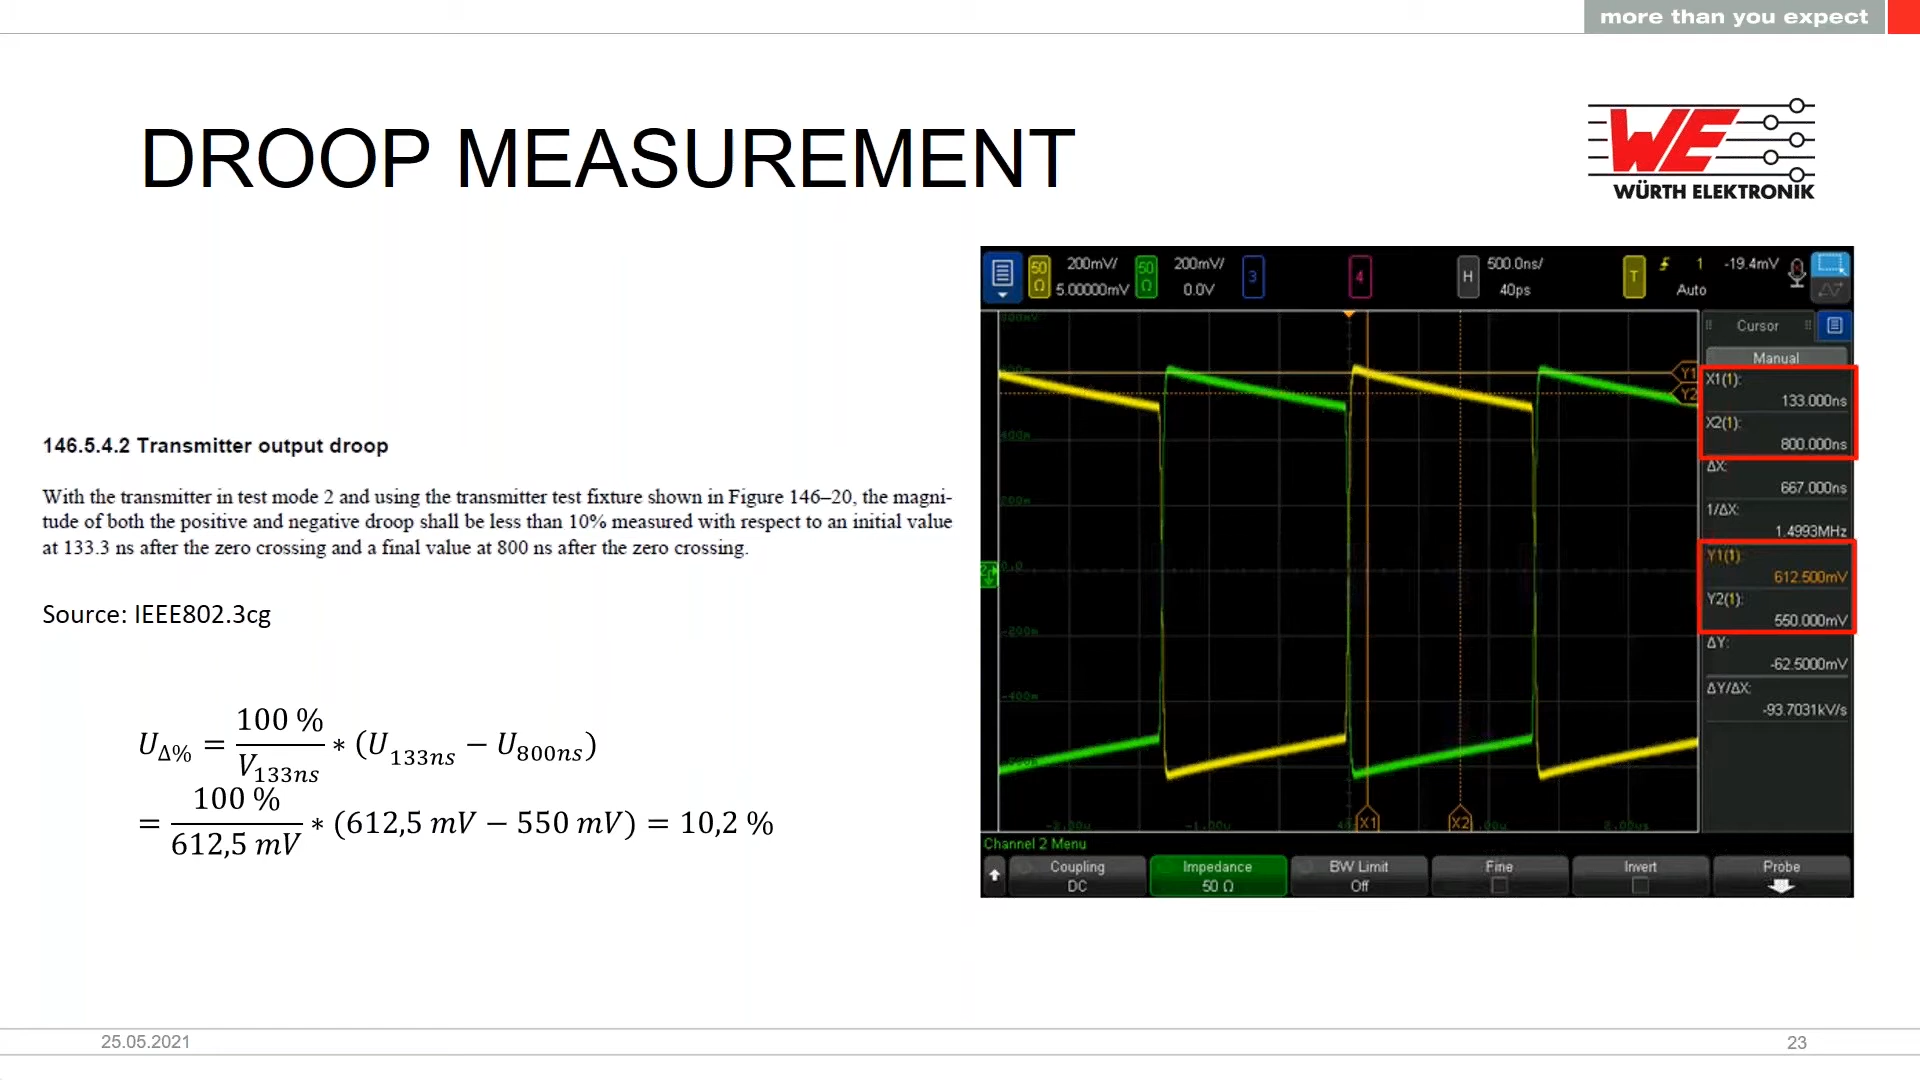 more than you expect
DROOP MEASUREMENT
WE
WÜRTH ELEKTRONIK
146.5.4.2 Transmitter output droop
With the transmitter in test mode 2 and using the transmitter test fixture shown in Figure 146–20, the magni-
tude of both the positive and negative droop shall be less than 10% measured with respect to an initial value
at 133.3 ns after the zero crossing and a final value at 800 ns after the zero crossing.
Source: IEEE802.3cg
U_Δ% = 100 % / V_133ns * (U_133ns − U_800ns)
= 100 % / 612,5 mV * (612,5 mV − 550 mV) = 10,2 %
50 Ω 200mV/ 5.00000mV
50 Ω 200mV/ 0.0V
3
4
H 500.0ns/ 40ps
T 1 -19.4mV Auto
Cursor
Manual
X1(1):
133.000ns
X2(1):
800.000ns
ΔX:
667.000ns
1/ΔX:
1.4993MHz
Y1(1):
612.500mV
Y2(1):
550.000mV
ΔY:
-62.5000mV
ΔY/ΔX:
-93.7031kV/s
Y1
Y2
X1
X2
Channel 2 Menu
Coupling
DC
Impedance
50 Ω
BW Limit
Off
Fine
Invert
Probe
25.05.2021
23